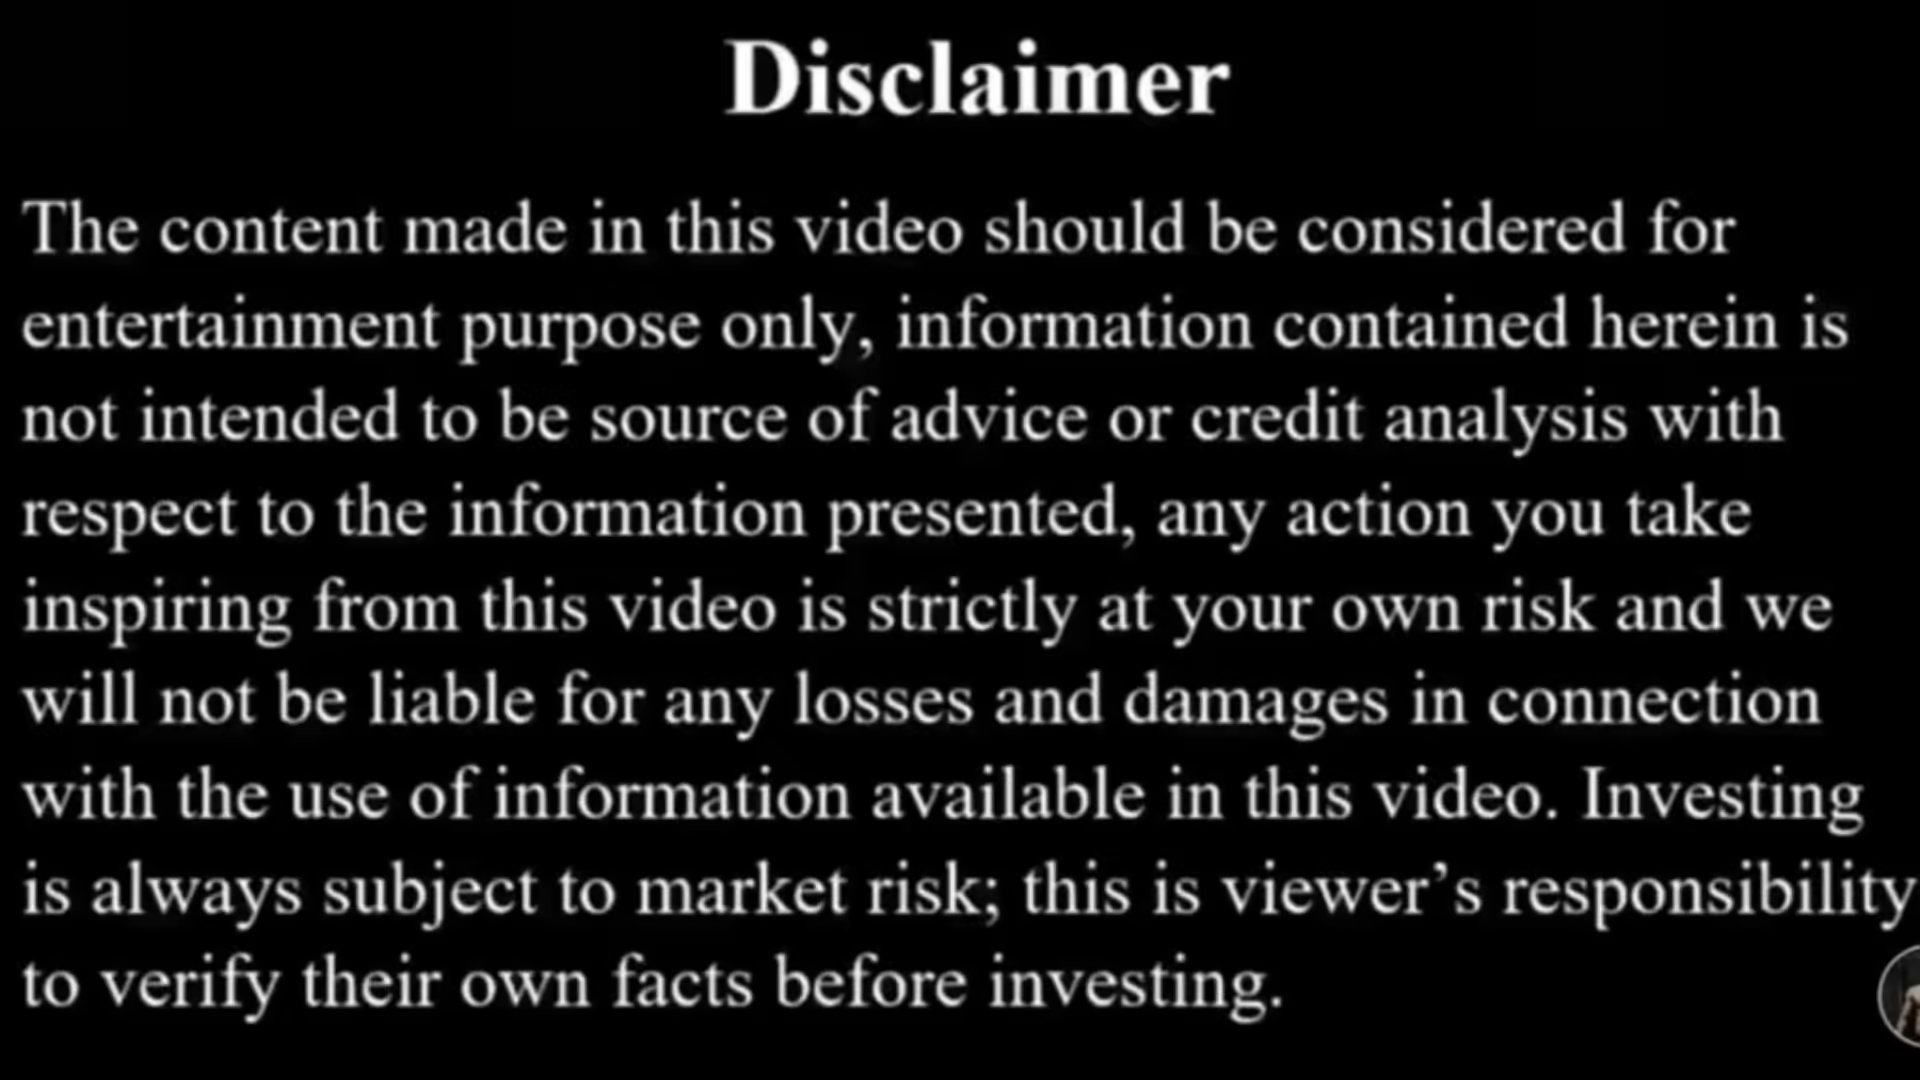 Disclaimer
The content made in this video should be considered for
entertainment purpose only, information contained herein is
not intended to be source of advice or credit analysis with
respect to the information presented, any action you take
inspiring from this video is strictly at your own risk and we
will not be liable for any losses and damages in connection
with the use of information available in this video. Investing
is always subject to market risk; this is viewer’s responsibility
to verify their own facts before investing.